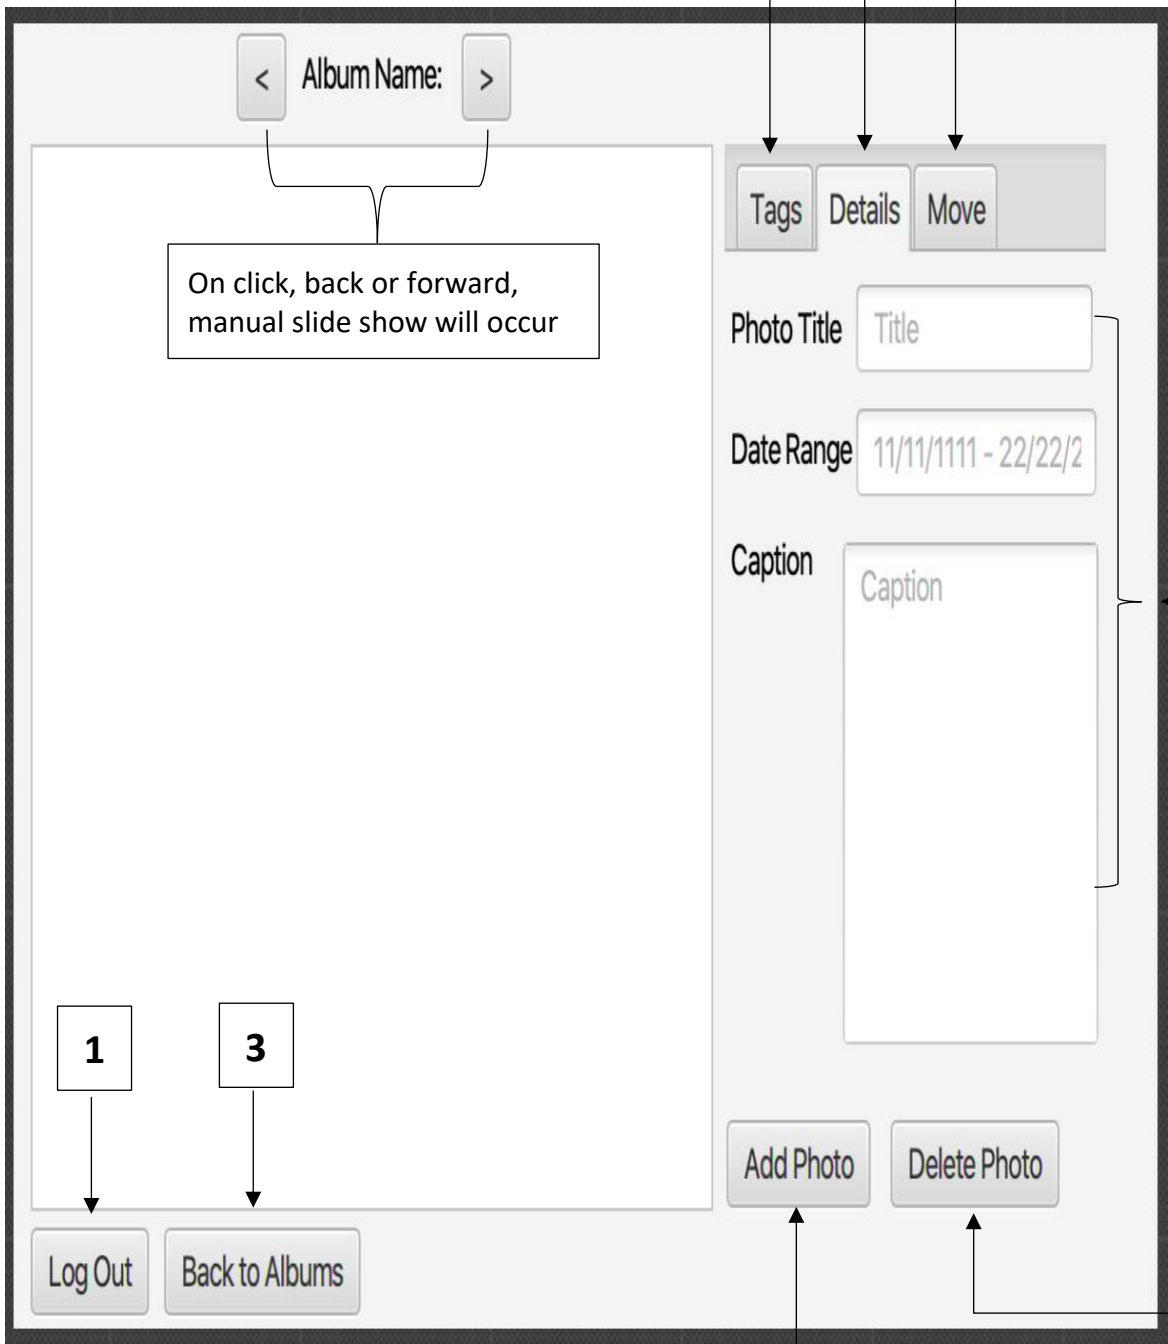 < Album Name: >
On click, back or forward,
manual slide show will occur
Tags Details Move
Photo Title Title
Date Range 11/11/1111 - 22/22/2
Caption Caption
1 3
Add Photo Delete Photo
Log Out Back to Albums